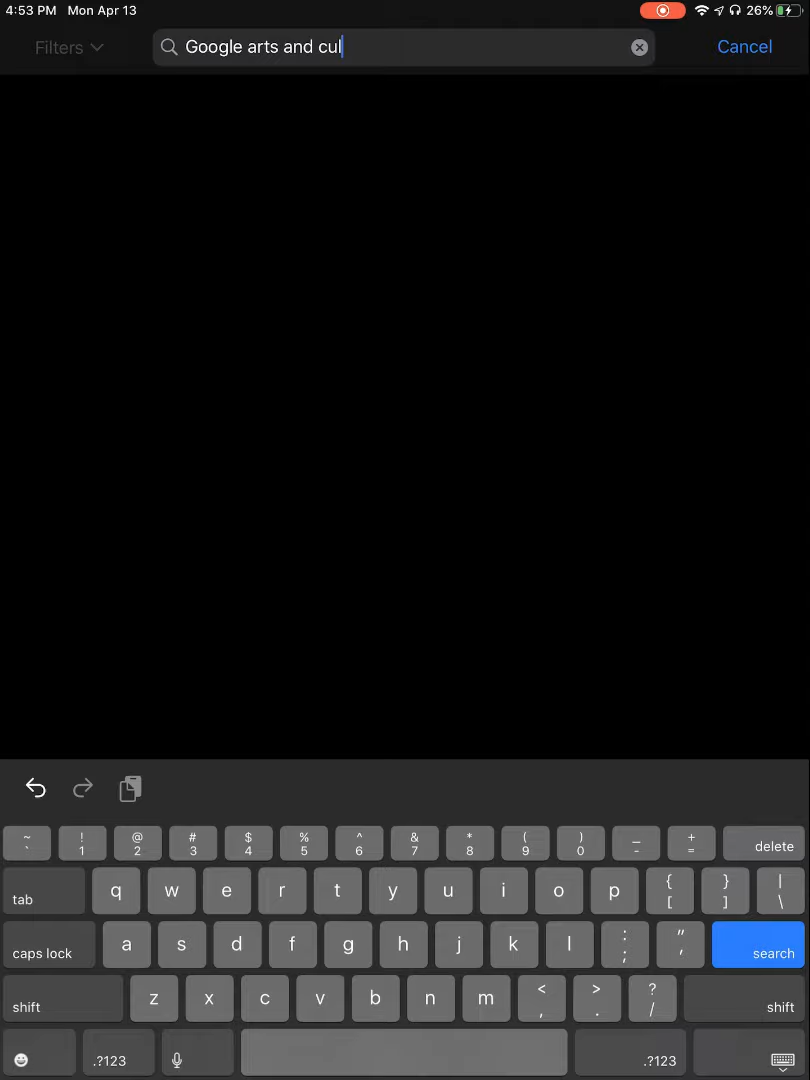 4:53 PM Mon Apr 13 26%
Filters Google arts and cul Cancel
~ ! @ # $ % ^ & * ( ) _ +
` 1 2 3 4 5 6 7 8 9 0 - = delete
tab q w e r t y u i o p { [ } ] | \
caps lock a s d f g h j k l : ; " ' search
shift z x c v b n m < , > . ? / shift
.?123 .?123